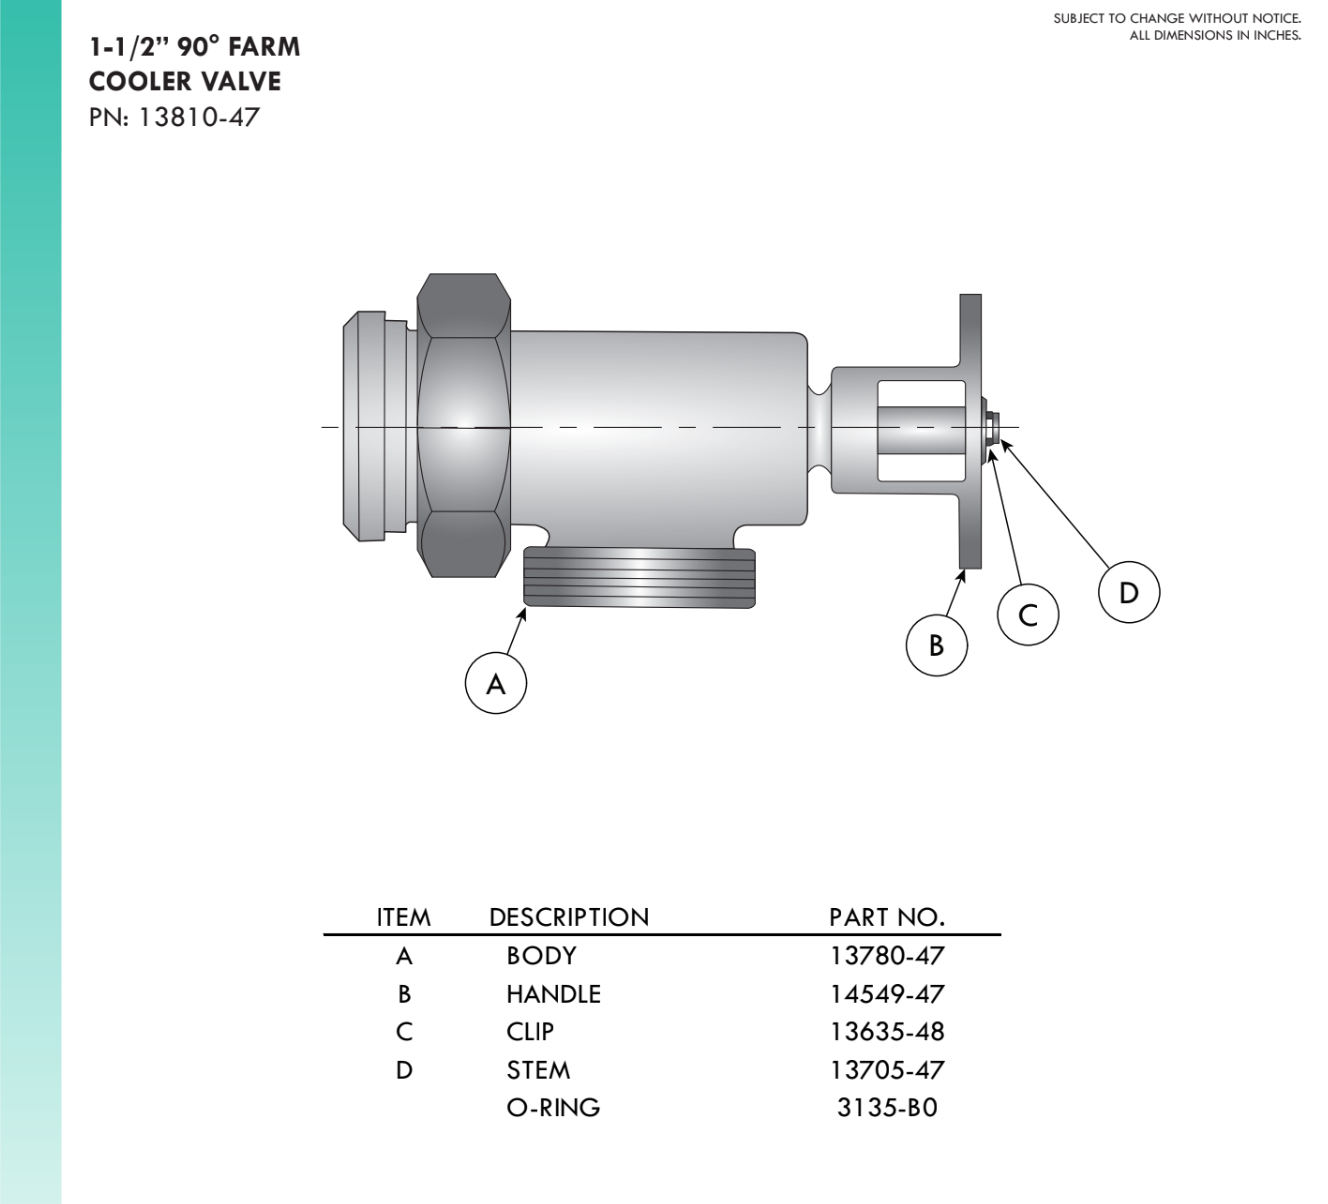 SUBJECT TO CHANGE WITHOUT NOTICE.
ALL DIMENSIONS IN INCHES.
1-1/2” 90° FARM
COOLER VALVE
PN: 13810-47
A
B
C
D
ITEM DESCRIPTION PART NO.
A BODY 13780-47
B HANDLE 14549-47
C CLIP 13635-48
D STEM 13705-47
O-RING 3135-B0